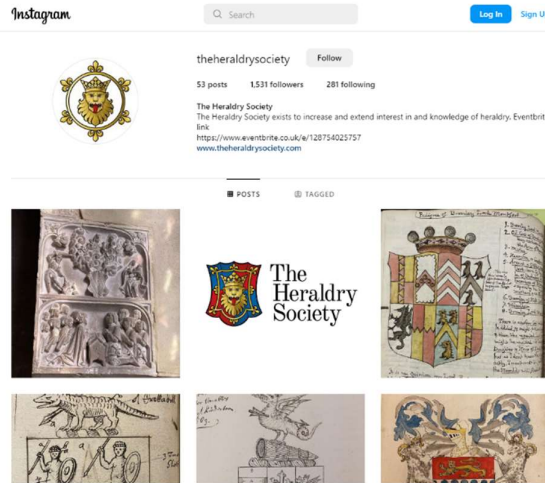 Instagram
Search
Log In
Sign U
theheraldrysociety
Follow
53 posts 1,531 followers 281 following
The Heraldry Society
The Heraldry Society exists to increase and extend interest in and knowledge of heraldry. Eventbrit
link
https://www.eventbrite.co.uk/e/128754025757
www.theheraldrysociety.com
POSTS
TAGGED
The
Heraldry
Society